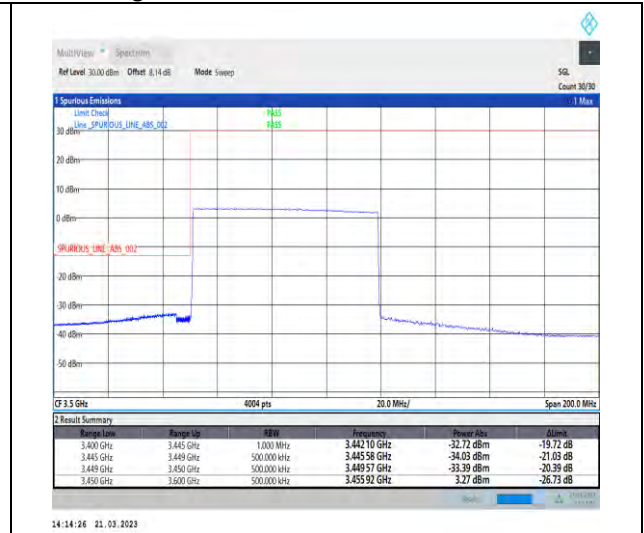 MultiView Spectrum
Ref Level 30.00 dBm Offset 8.14 dB Mode Sweep SGL
Count 30/30
1 Spurious Emissions 1 Max
Limit Check PASS
Line _SPURIOUS_LINE_ABS_002 PASS
30 dBm
20 dBm
10 dBm
0 dBm
_SPURIOUS_LINE_ABS_002
-20 dBm
-30 dBm
-40 dBm
-50 dBm
CF 3.5 GHz 4004 pts 20.0 MHz/ Span 200.0 MHz
2 Result Summary
Range Low Range Up RBW Frequency Power Abs ΔLimit
3.400 GHz 3.445 GHz 1.000 MHz 3.442 10 GHz -32.72 dBm -19.72 dB
3.445 GHz 3.449 GHz 500.000 kHz 3.445 58 GHz -34.03 dBm -21.03 dB
3.449 GHz 3.450 GHz 500.000 kHz 3.449 57 GHz -33.39 dBm -20.39 dB
3.450 GHz 3.600 GHz 500.000 kHz 3.455 92 GHz 3.27 dBm -26.73 dB
14:14:26 21.03.2023